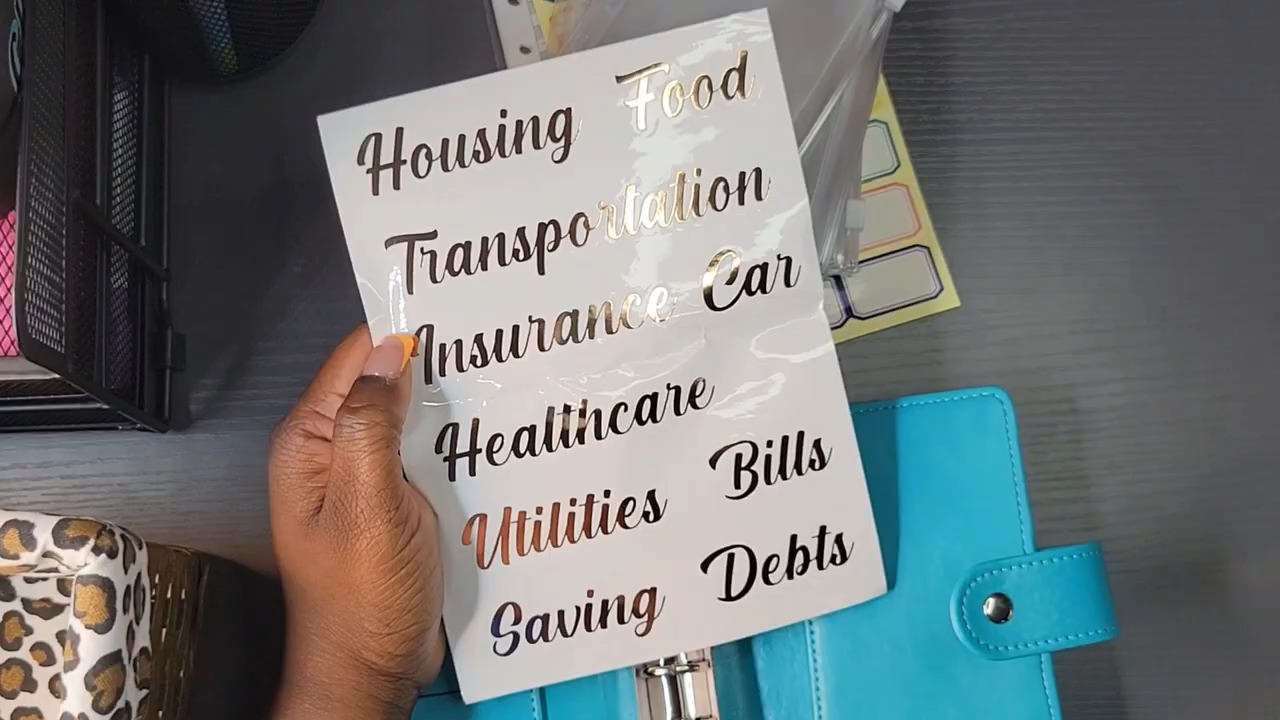 Housing Food
Transportation
Insurance Car
Healthcare
Utilities Bills
Saving Debts